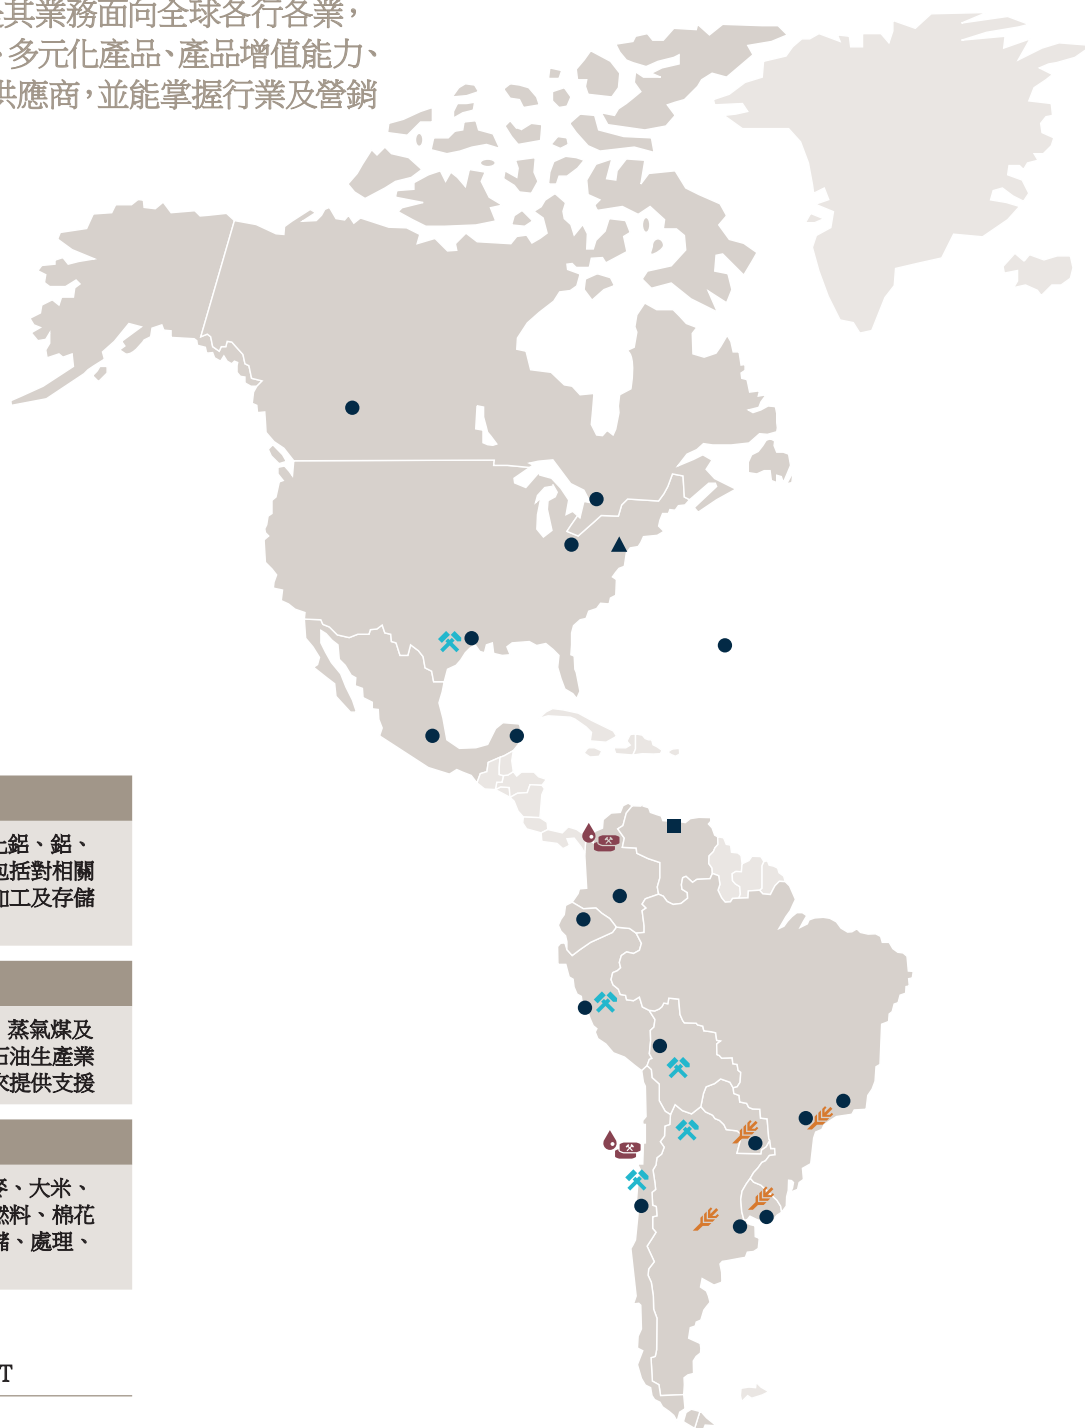 其業務面向全球各行各業，
、多元化產品、產品增值能力、
供應商，並能掌握行業及營銷
化鋁、鋁、
包括對相關
加工及存儲
蒸氣煤及
石油生產業
來提供支援
麥、大米、
燃料、棉花
儲、處理、
T